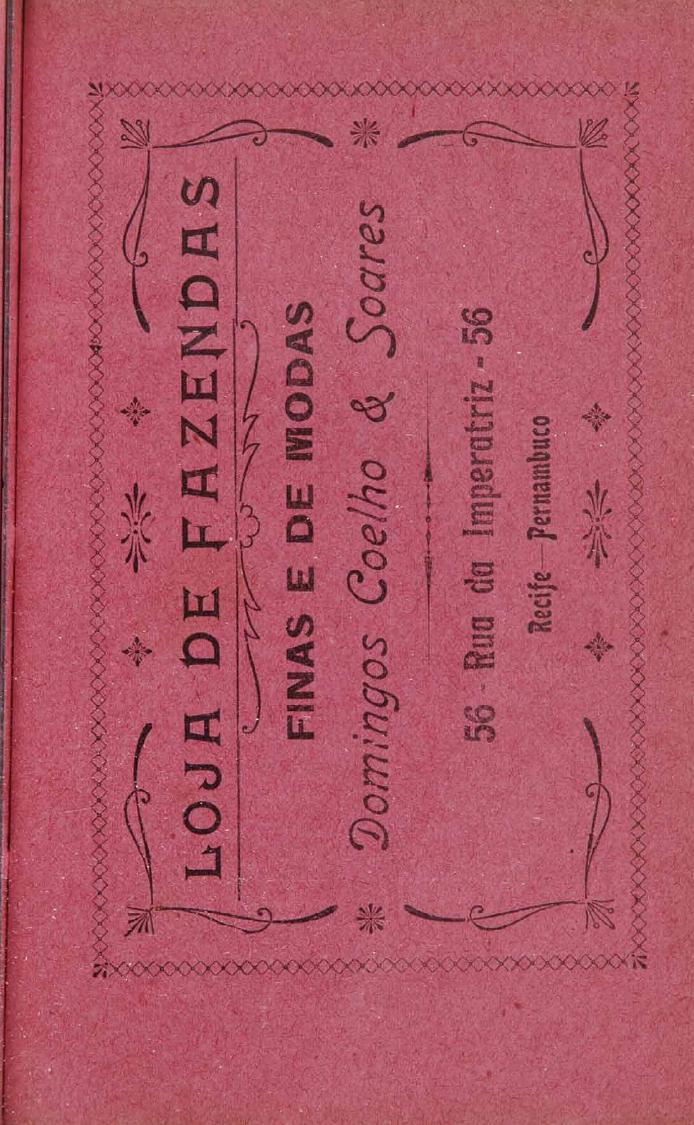 LOJA DE FAZENDAS
FINAS E DE MODAS
Domingos Coelho & Soares
56 - Rua da Imperatriz - 56
Recife — Pernambuco